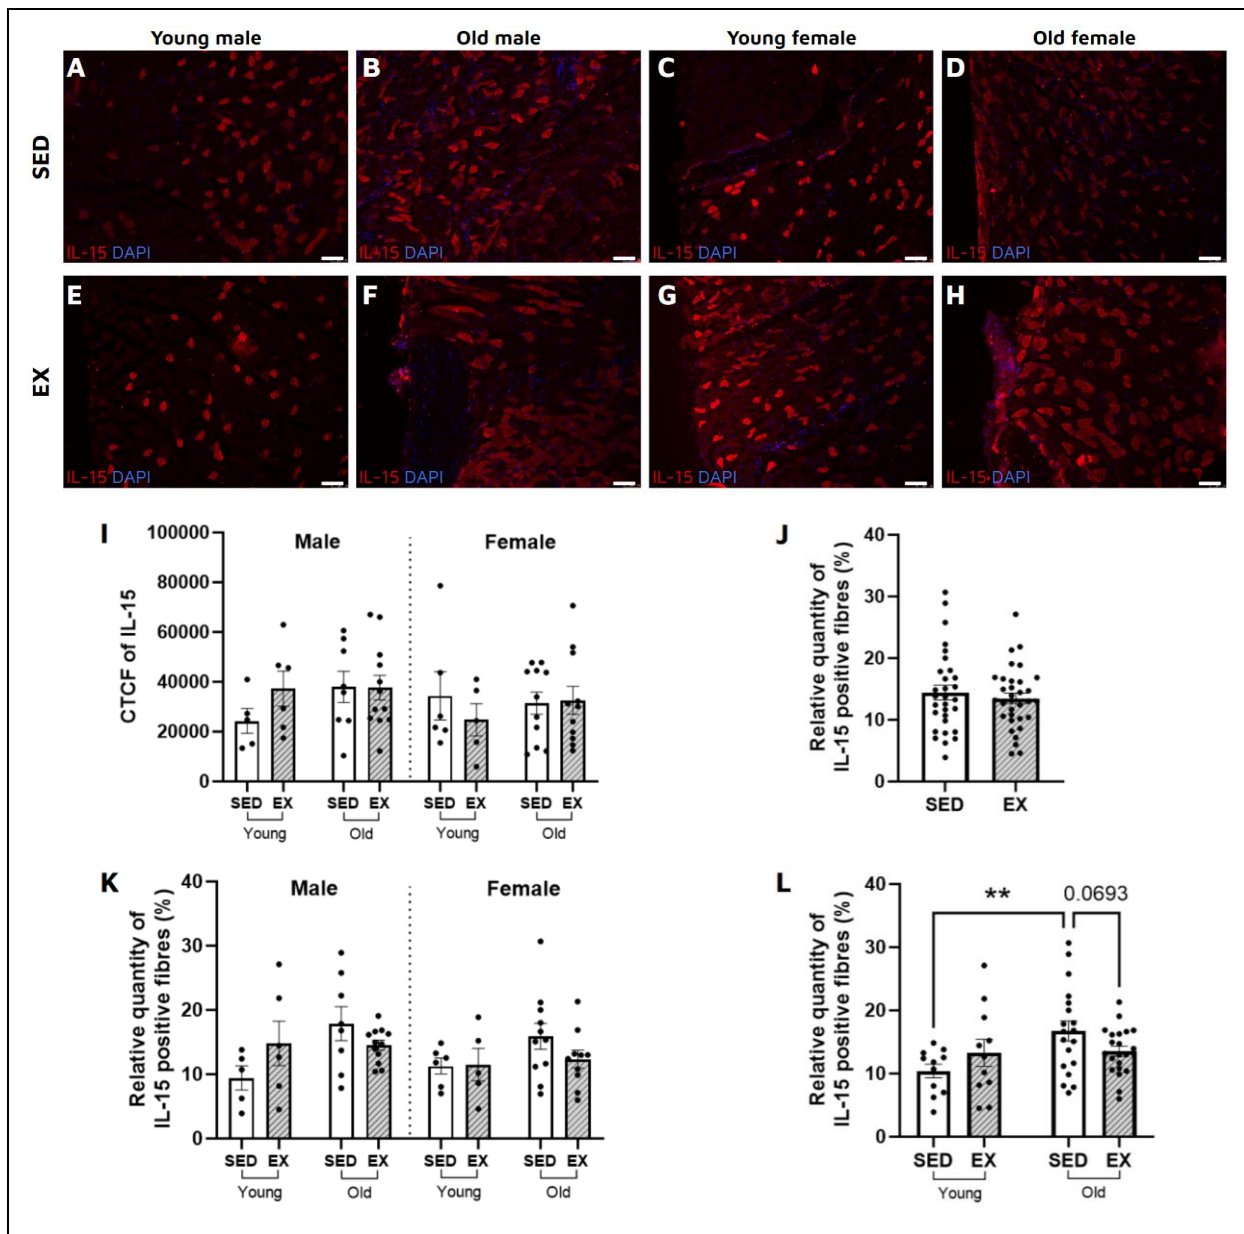 Young male Old male Young female Old female
SED
A B C D
IL-15 DAPI IL-15 DAPI IL-15 DAPI IL-15 DAPI
EX
E F G H
IL-15 DAPI IL-15 DAPI IL-15 DAPI IL-15 DAPI
I
CTCF of IL-15
100000
80000
60000
40000
20000
0
Male Female
SED EX SED EX SED EX SED EX
Young Old Young Old
J
Relative quantity of
IL-15 positive fibres (%)
40
30
20
10
0
SED EX
K
Relative quantity of
IL-15 positive fibres (%)
40
30
20
10
0
Male Female
SED EX SED EX SED EX SED EX
Young Old Young Old
L
Relative quantity of
IL-15 positive fibres (%)
40
30
20
10
0
** 0.0693
SED EX SED EX
Young Old